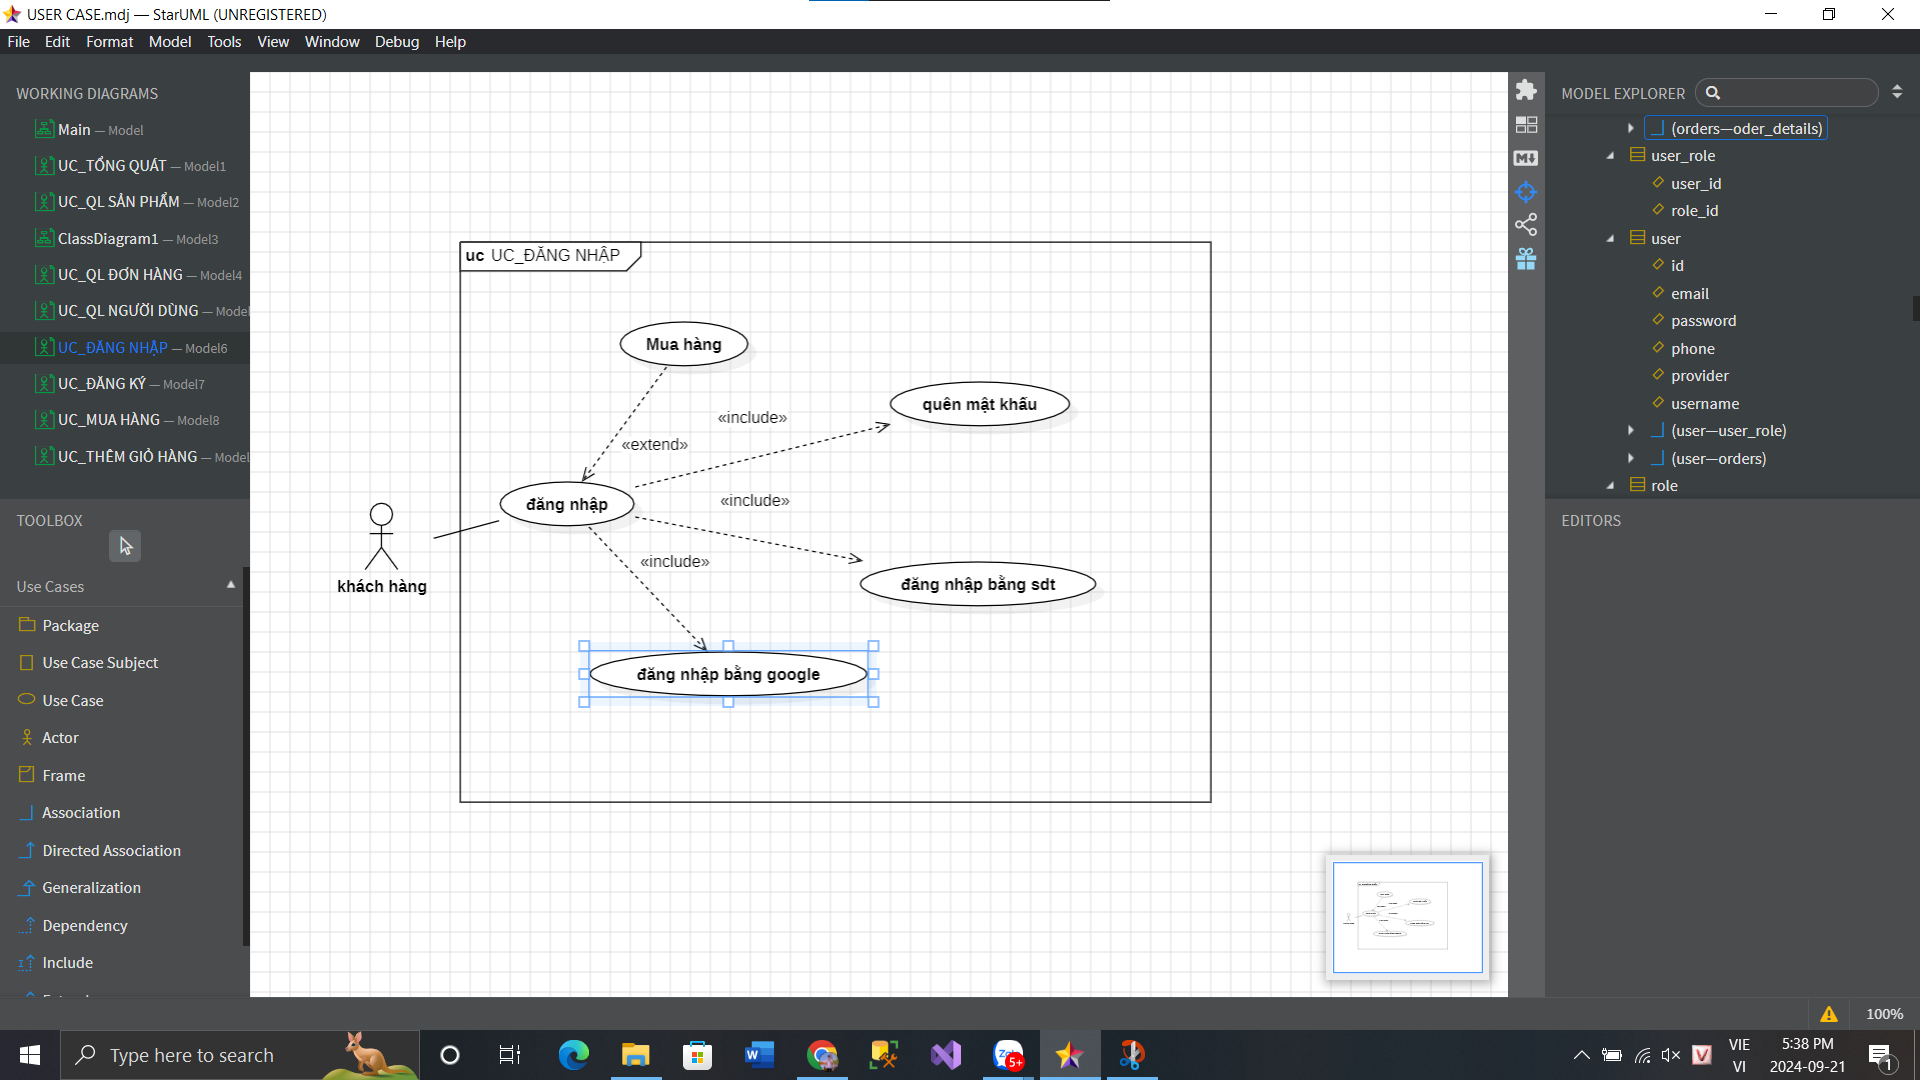 USER CASE.mdj — StarUML (UNREGISTERED)
File Edit Format Model Tools View Window Debug Help
WORKING DIAGRAMS
Main — Model
UC_TỔNG QUÁT — Model1
UC_QL SẢN PHẨM — Model2
ClassDiagram1 — Model3
UC_QL ĐƠN HÀNG — Model4
UC_QL NGƯỜI DÙNG — Model
UC_ĐĂNG NHẬP — Model6
UC_ĐĂNG KÝ — Model7
UC_MUA HÀNG — Model8
UC_THÊM GIỎ HÀNG — Model
TOOLBOX
Use Cases
Package
Use Case Subject
Use Case
Actor
Frame
Association
Directed Association
Generalization
Dependency
Include
uc UC_ĐĂNG NHẬP
Mua hàng
quên mật khấu
«include»
«extend»
đăng nhập
«include»
«include»
đăng nhập bằng sdt
khách hàng
đăng nhập bằng google
MODEL EXPLORER
(orders—oder_details)
user_role
user_id
role_id
user
id
email
password
phone
provider
username
(user—user_role)
(user—orders)
role
EDITORS
100%
Type here to search
5+
VIE
VI
5:38 PM
2024-09-21
1